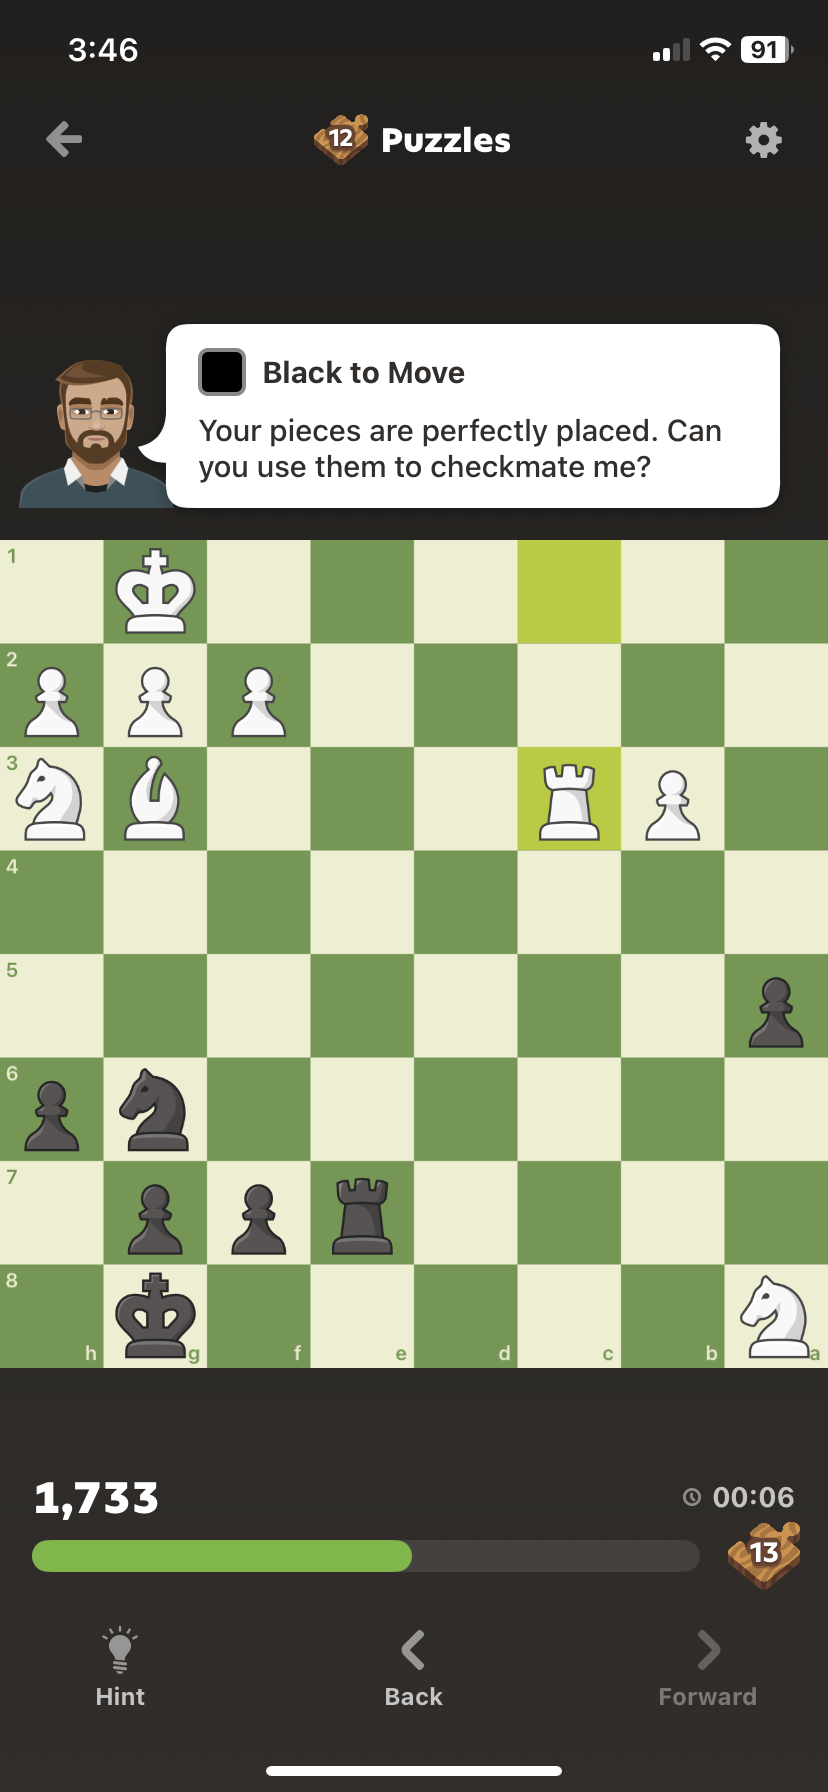 3:46
91
12 Puzzles
Black to Move
Your pieces are perfectly placed. Can
you use them to checkmate me?
1
2
3
4
5
6
7
8
h g f e d c b a
1,733
00:06
13
Hint Back Forward